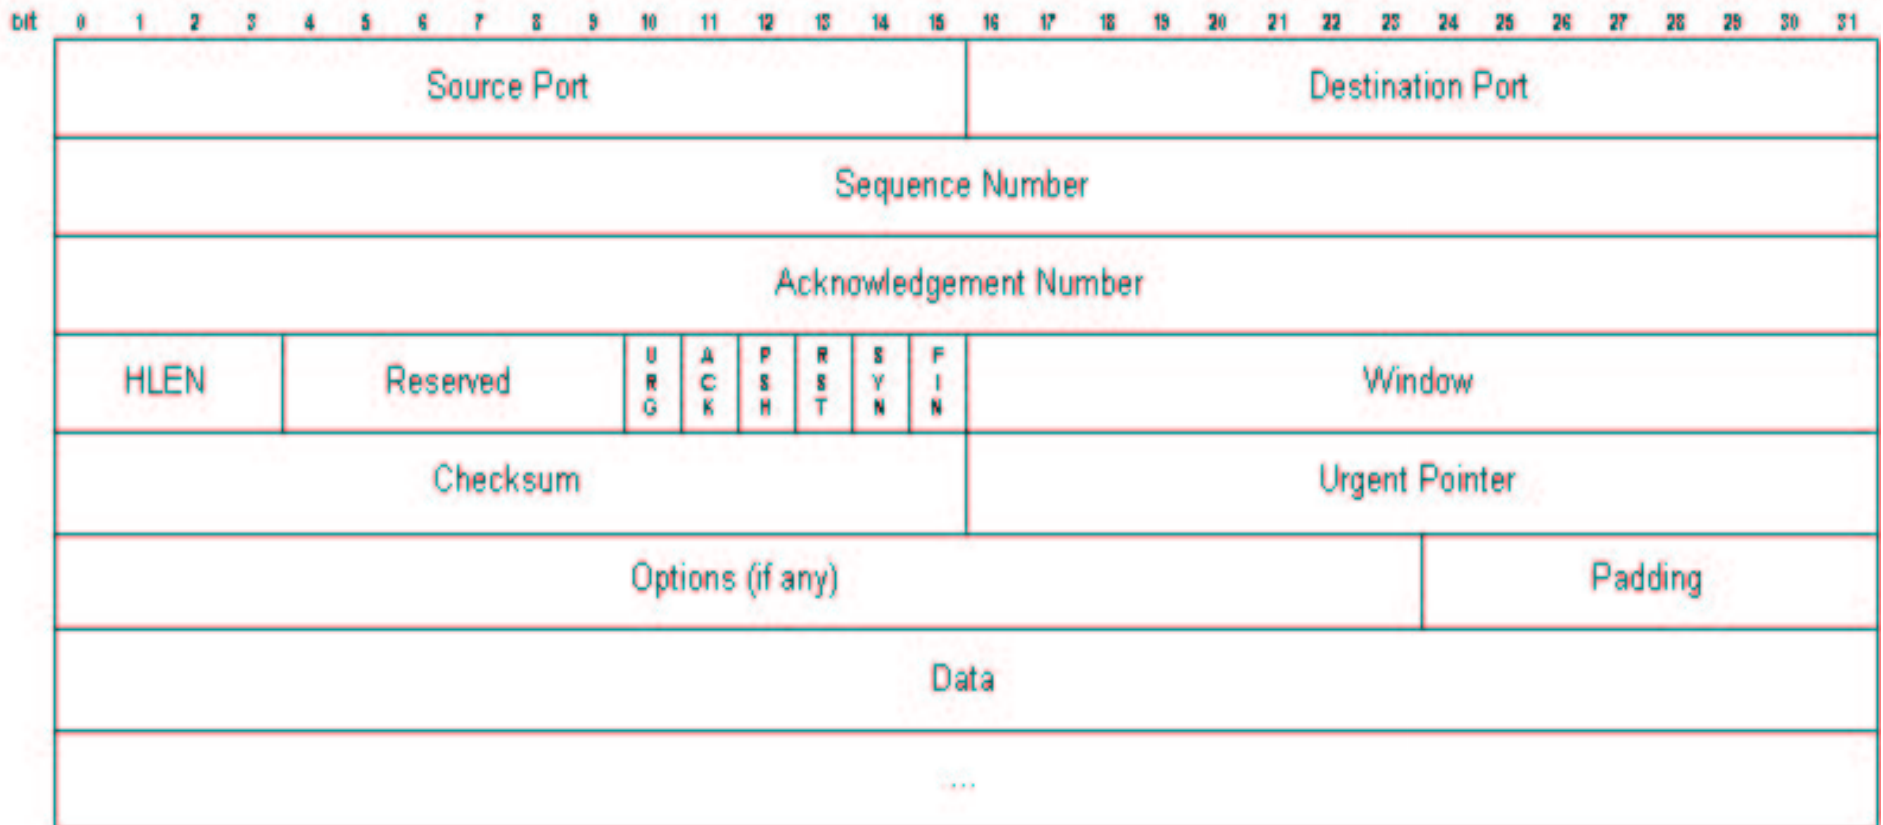 bit 0 1 2 3 4 5 6 7 8 9 10 11 12 13 14 15 16 17 18 19 20 21 22 23 24 25 26 27 28 29 30 31
Source Port Destination Port
Sequence Number
Acknowledgement Number
HLEN Reserved URG ACK PSH RST SYN FIN Window
Checksum Urgent Pointer
Options (if any) Padding
Data
...